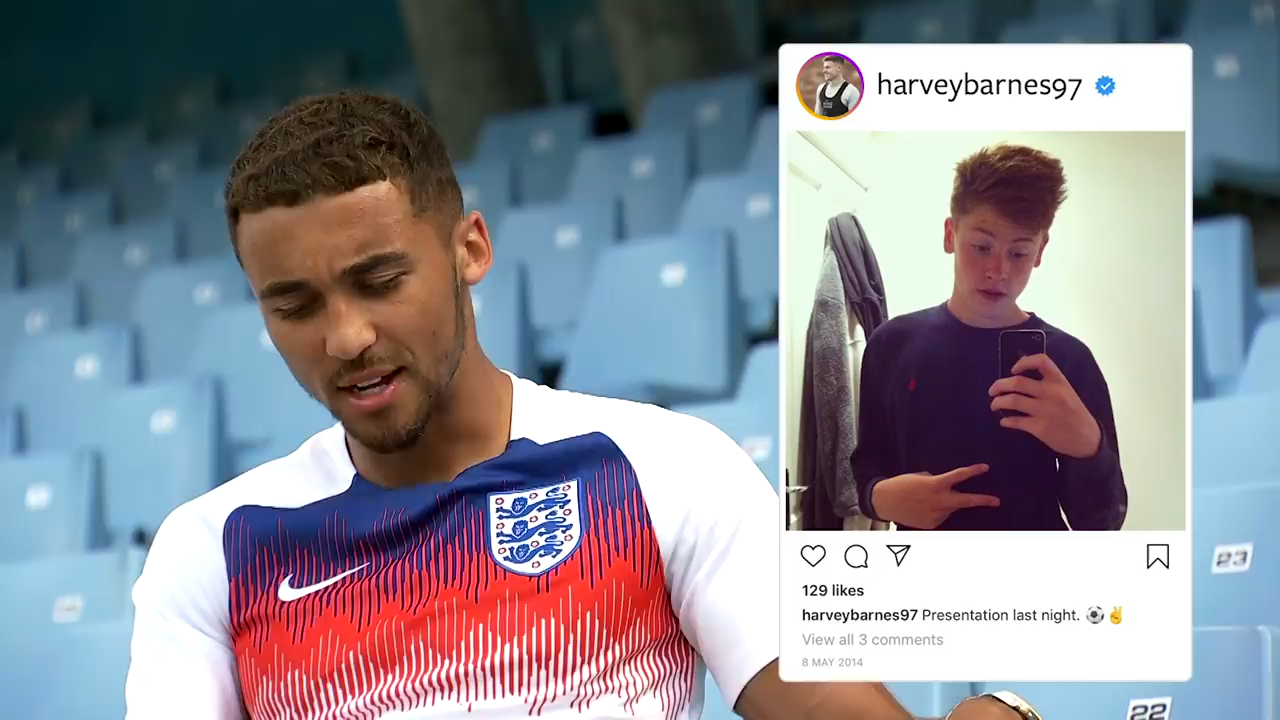 harveybarnes97
129 likes
harveybarnes97 Presentation last night. ⚽✌
View all 3 comments
8 MAY 2014
23
22